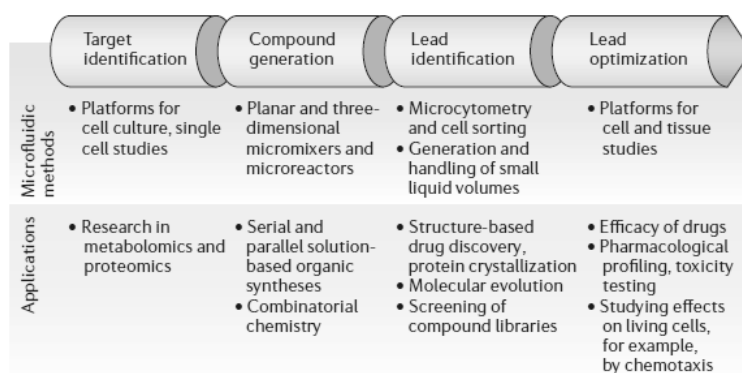 Target
identification
Compound
generation
Lead
identification
Lead
optimization
Microfluidic
methods
• Platforms for
cell culture, single
cell studies
• Planar and three-
dimensional
micromixers and
microreactors
• Microcytometry
and cell sorting
• Generation and
handling of small
liquid volumes
• Platforms for
cell and tissue
studies
Applications
• Research in
metabolomics and
proteomics
• Serial and
parallel solution-
based organic
syntheses
• Combinatorial
chemistry
• Structure-based
drug discovery,
protein crystallization
• Molecular evolution
• Screening of
compound libraries
• Efficacy of drugs
• Pharmacological
profiling, toxicity
testing
• Studying effects
on living cells,
for example,
by chemotaxis